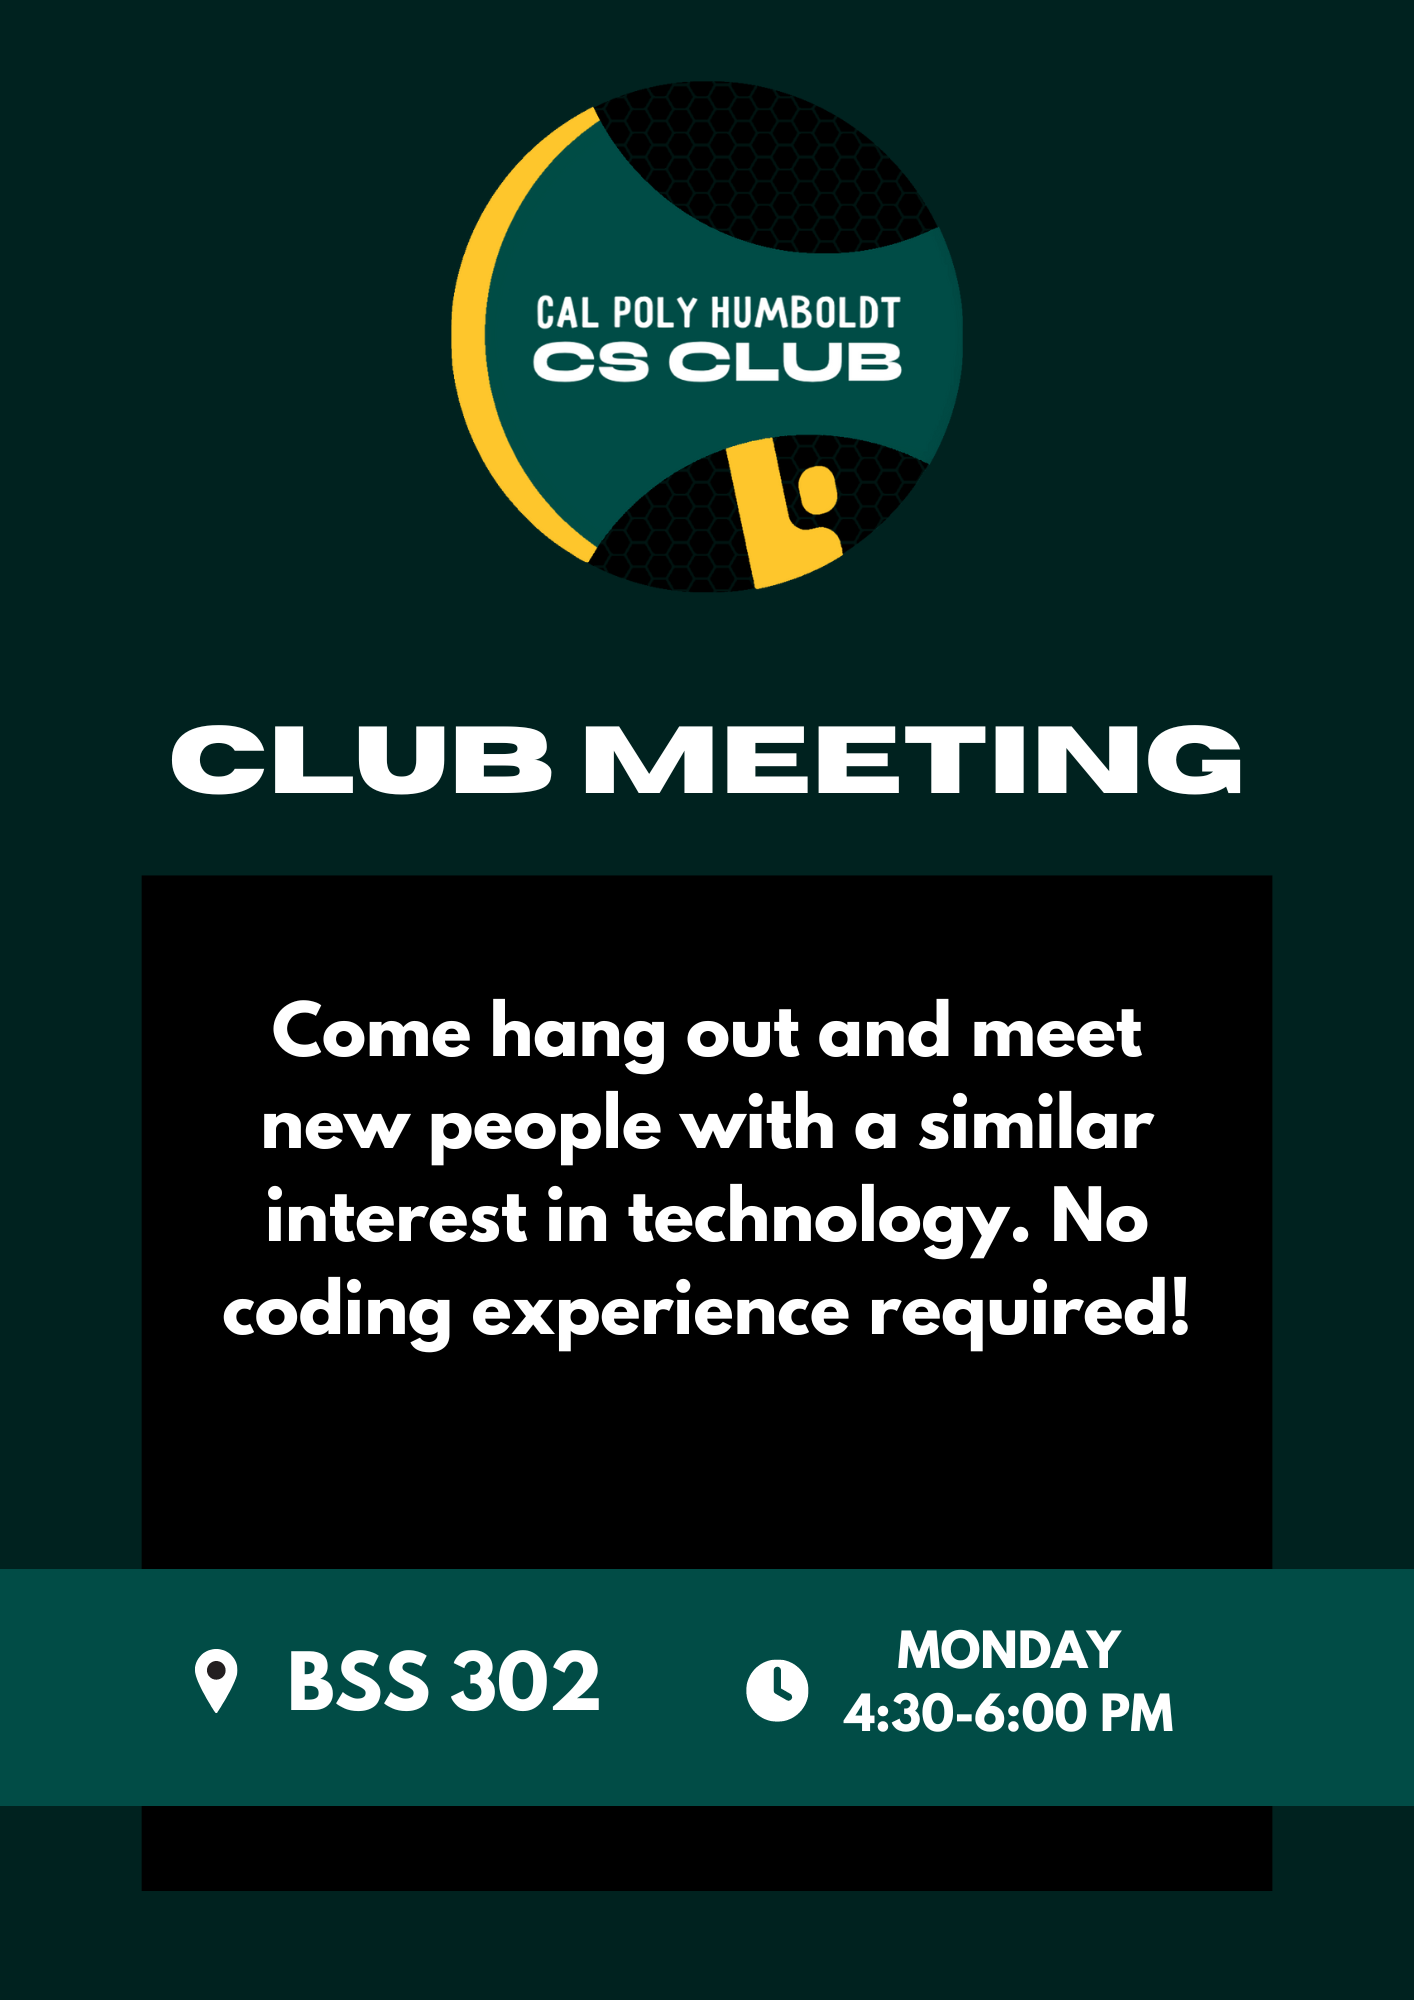 CAL POLY HUMBOLDT
CS CLUB
CLUB MEETING
Come hang out and meet
new people with a similar
interest in technology. No
coding experience required!
BSS 302
MONDAY
4:30-6:00 PM